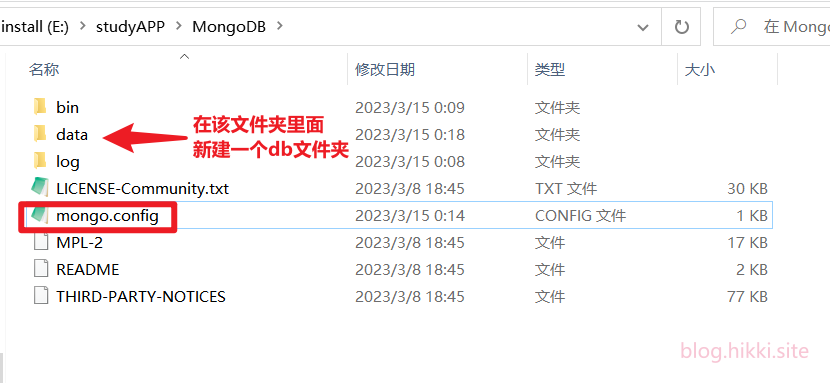 install (E:) > studyAPP > MongoDB >
在 Mongo
名称 修改日期 类型 大小
bin 2023/3/15 0:09 文件夹
data 2023/3/15 0:18 文件夹
在该文件夹里面
新建一个db文件夹
log 2023/3/15 0:08 文件夹
LICENSE-Community.txt 2023/3/8 18:45 TXT 文件 30 KB
mongo.config 2023/3/15 0:14 CONFIG 文件 1 KB
MPL-2 2023/3/8 18:45 文件 17 KB
README 2023/3/8 18:45 文件 2 KB
THIRD-PARTY-NOTICES 2023/3/8 18:45 文件 77 KB
blog.hikki.site